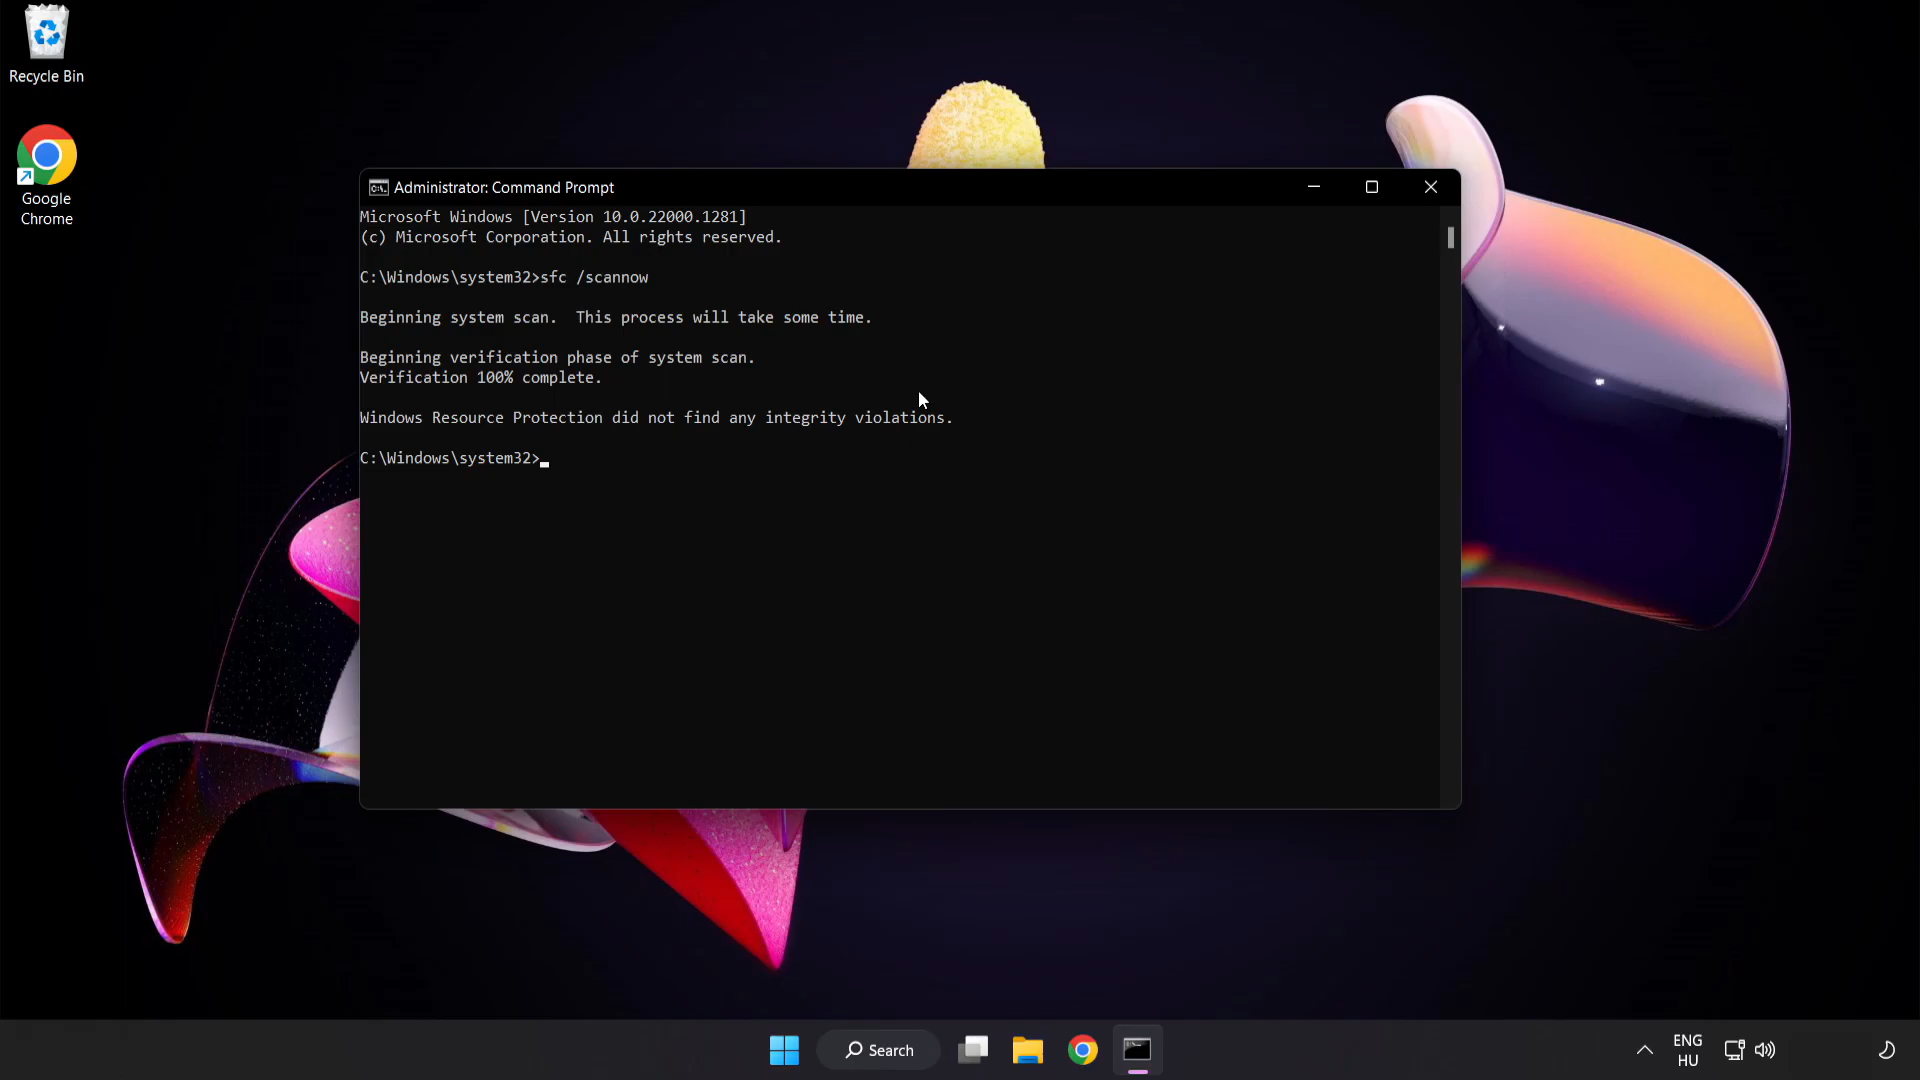 Recycle Bin
Google
Chrome
Administrator: Command Prompt
Microsoft Windows [Version 10.0.22000.1281]
(c) Microsoft Corporation. All rights reserved.
C:\Windows\system32>sfc /scannow
Beginning system scan.  This process will take some time.
Beginning verification phase of system scan.
Verification 100% complete.
Windows Resource Protection did not find any integrity violations.
C:\Windows\system32>
Search
ENG
HU